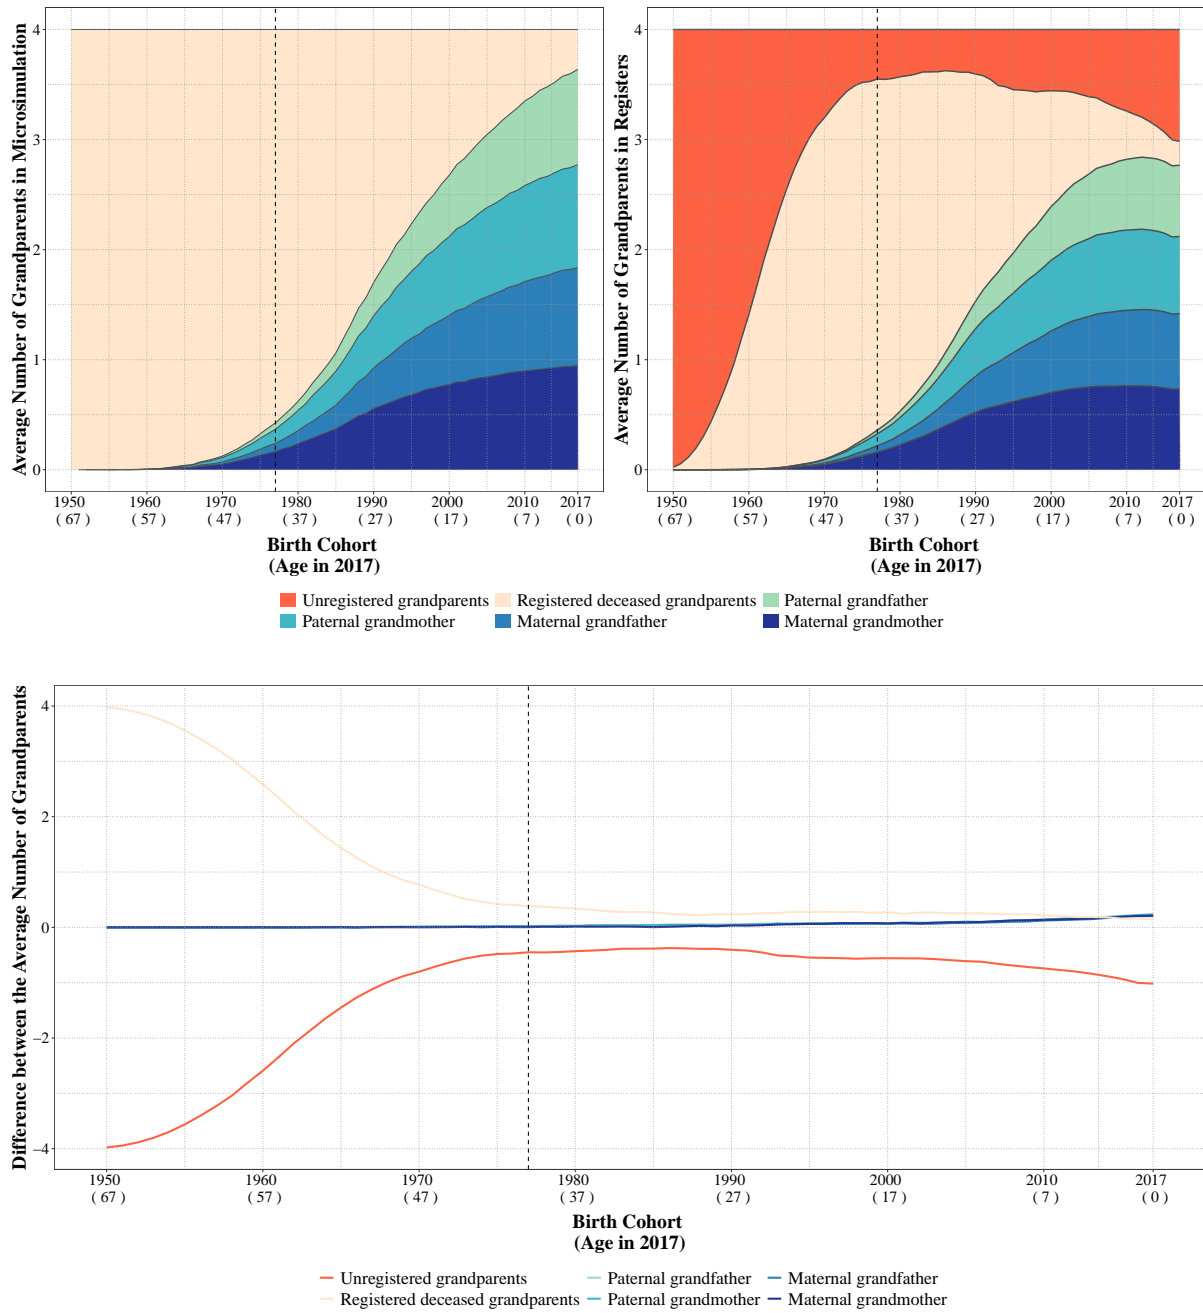 Average Number of Grandparents in Microsimulation
4
3
2
1
0
1950 1960 1970 1980 1990 2000 2010 2017
( 67 ) ( 57 ) ( 47 ) ( 37 ) ( 27 ) ( 17 ) ( 7 ) ( 0 )
Birth Cohort
(Age in 2017)
Average Number of Grandparents in Registers
4
3
2
1
0
1950 1960 1970 1980 1990 2000 2010 2017
( 67 ) ( 57 ) ( 47 ) ( 37 ) ( 27 ) ( 17 ) ( 7 ) ( 0 )
Birth Cohort
(Age in 2017)
Unregistered grandparents Registered deceased grandparents Paternal grandfather
Paternal grandmother Maternal grandfather Maternal grandmother
Difference between the Average Number of Grandparents
4
2
0
−2
−4
1950 1960 1970 1980 1990 2000 2010 2017
( 67 ) ( 57 ) ( 47 ) ( 37 ) ( 27 ) ( 17 ) ( 7 ) ( 0 )
Birth Cohort
(Age in 2017)
Unregistered grandparents Paternal grandfather Maternal grandfather
Registered deceased grandparents Paternal grandmother Maternal grandmother